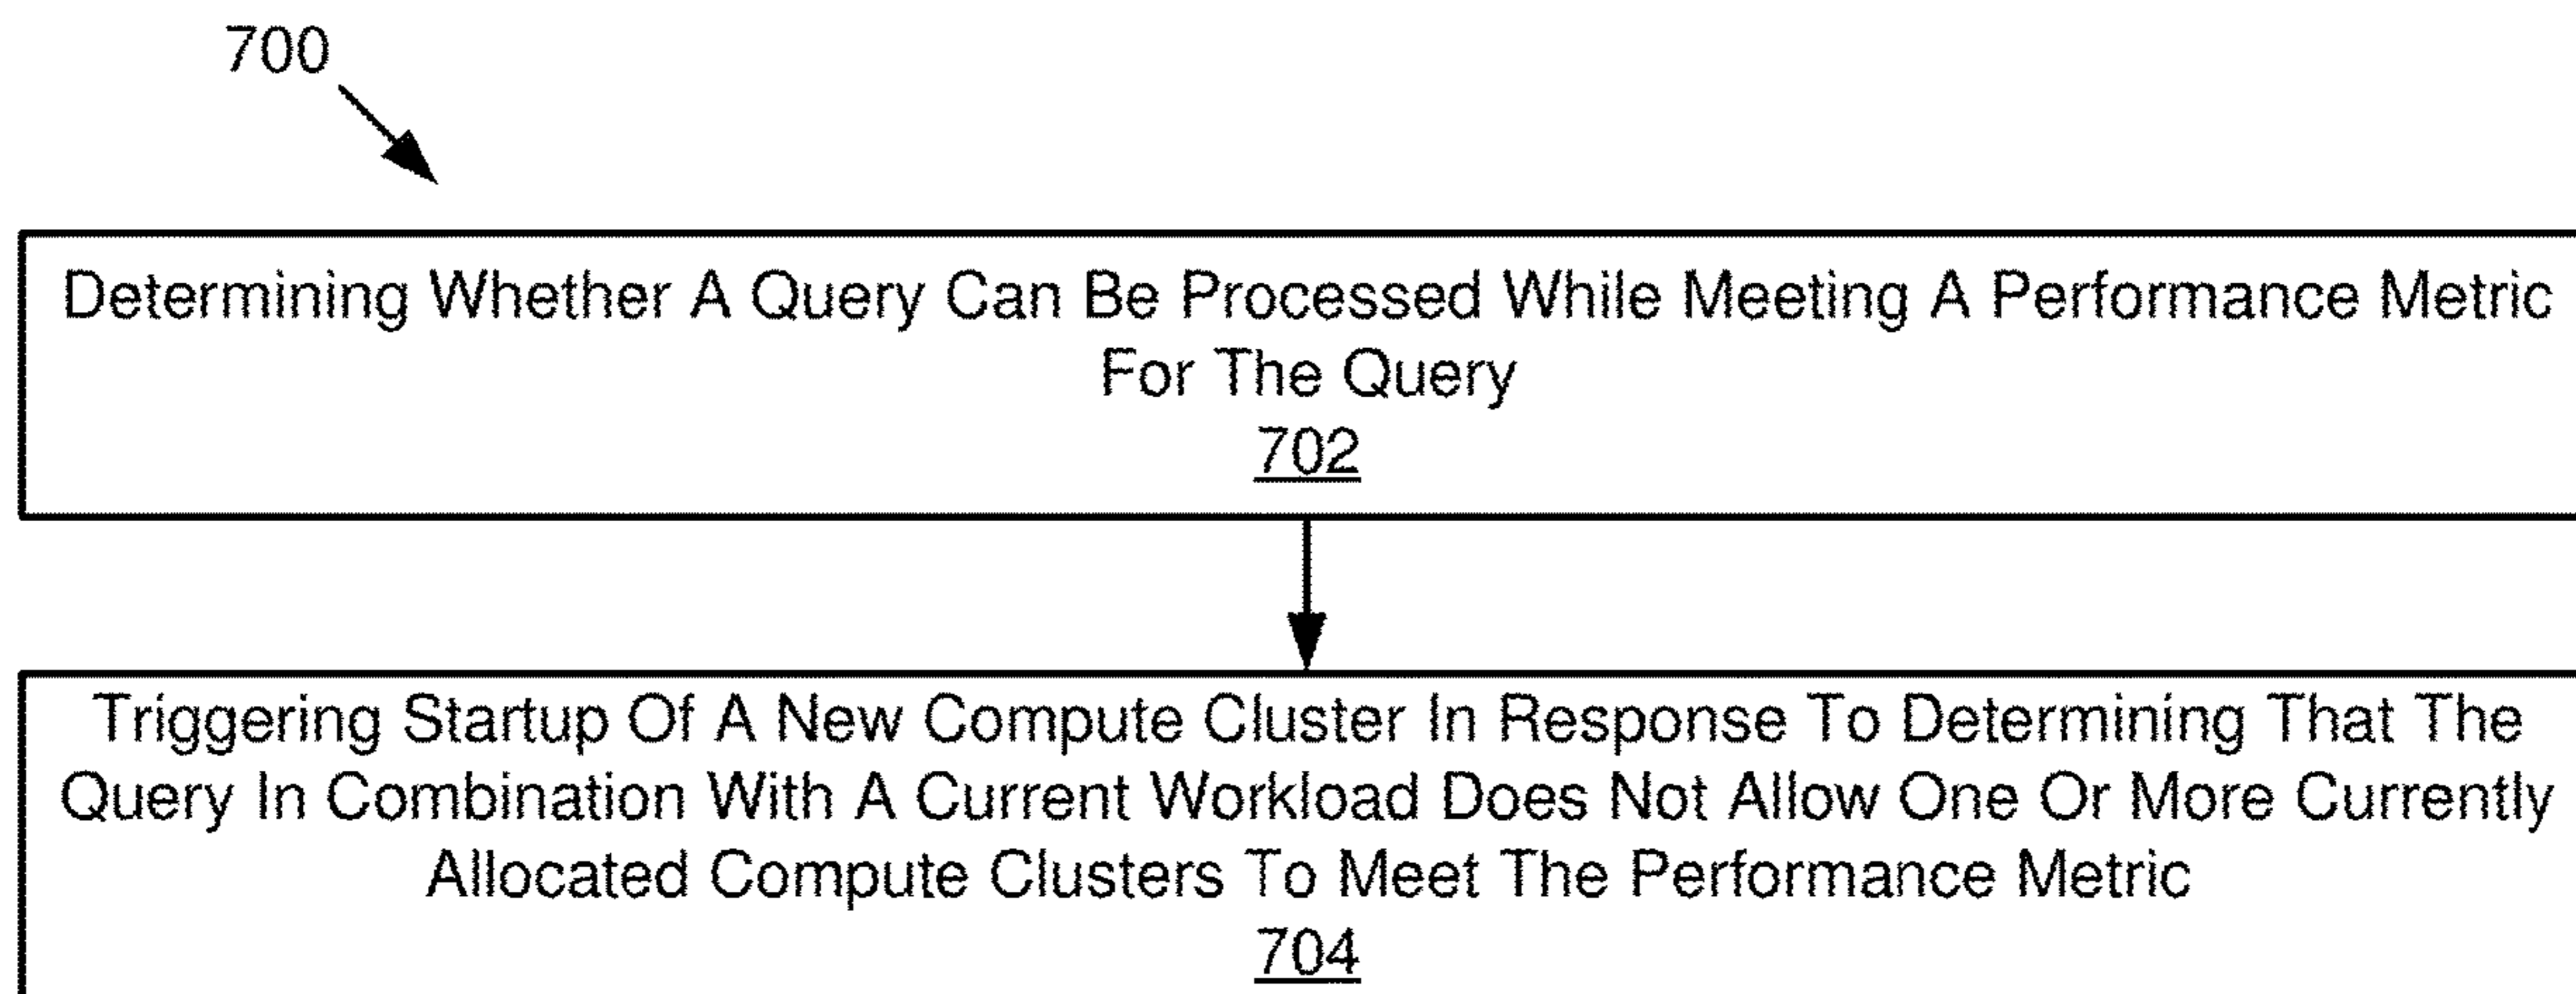 700
Determining Whether A Query Can Be Processed While Meeting A Performance Metric
For The Query
702
Triggering Startup Of A New Compute Cluster In Response To Determining That The
Query In Combination With A Current Workload Does Not Allow One Or More Currently
Allocated Compute Clusters To Meet The Performance Metric
704